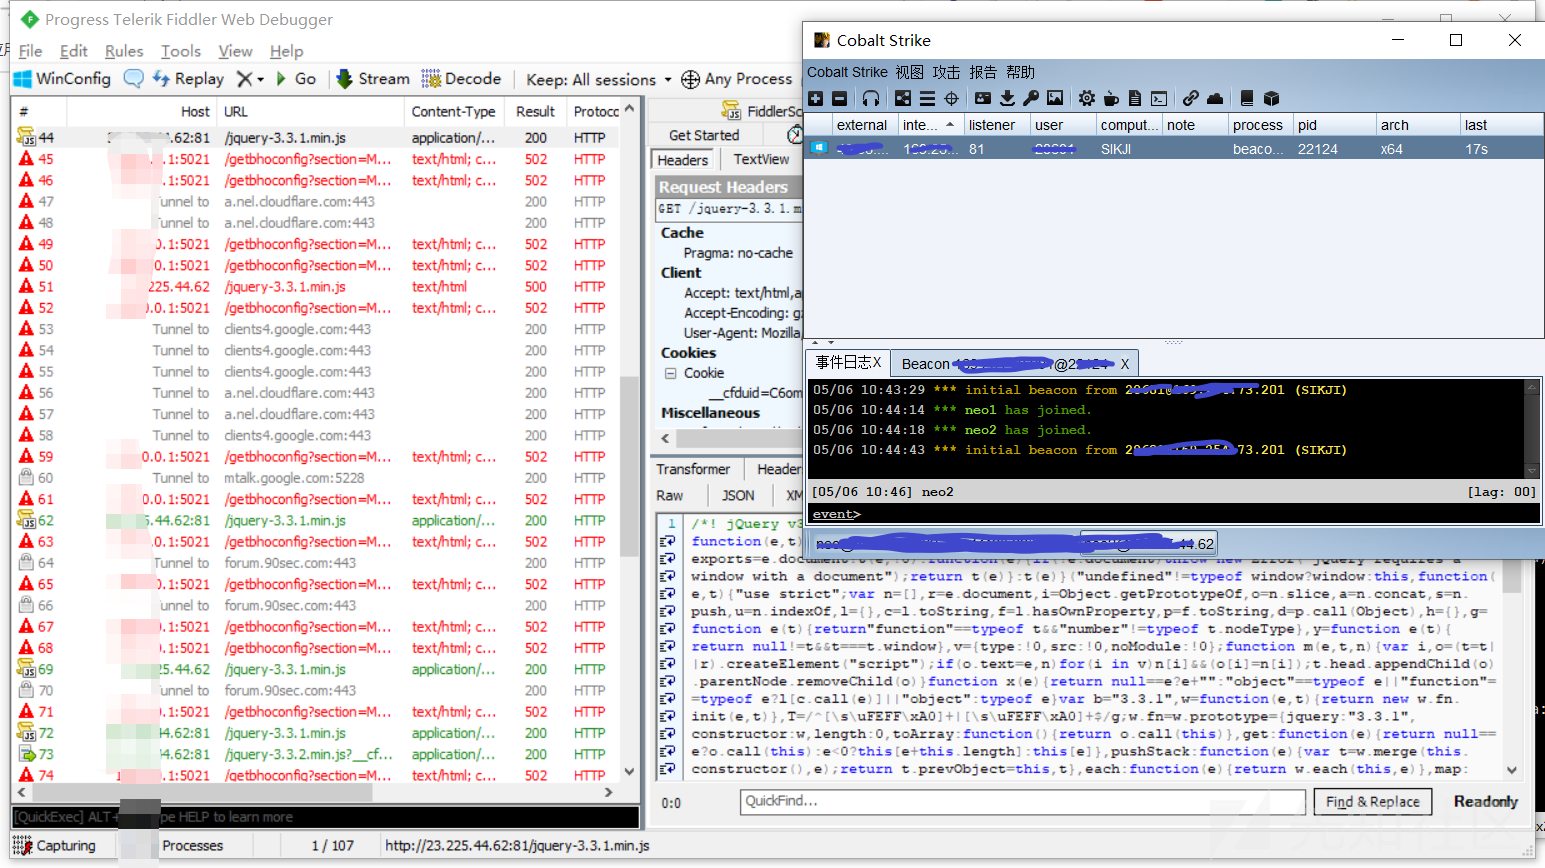 Progress Telerik Fiddler Web Debugger
File Edit Rules Tools View Help
WinConfig Replay Go Stream Decode Keep: All sessions Any Process
# Host URL Content-Type Result Protoco
44 44.62:81 /jquery-3.3.1.min.js application/... 200 HTTP
45 .0.1:5021 /getbhoconfig?section=M... text/html; c... 502 HTTP
46 .0.1:5021 /getbhoconfig?section=M... text/html; c... 502 HTTP
47 Tunnel to a.nel.cloudflare.com:443 200 HTTP
48 Tunnel to a.nel.cloudflare.com:443 200 HTTP
49 0.1:5021 /getbhoconfig?section=M... text/html; c... 502 HTTP
50 0.1:5021 /getbhoconfig?section=M... text/html; c... 502 HTTP
51 225.44.62 /jquery-3.3.1.min.js text/html 500 HTTP
52 0.0.1:5021 /getbhoconfig?section=M... text/html; c... 502 HTTP
53 Tunnel to clients4.google.com:443 200 HTTP
54 Tunnel to clients4.google.com:443 200 HTTP
55 Tunnel to clients4.google.com:443 200 HTTP
56 Tunnel to a.nel.cloudflare.com:443 200 HTTP
57 Tunnel to a.nel.cloudflare.com:443 200 HTTP
58 Tunnel to clients4.google.com:443 200 HTTP
59 0.0.1:5021 /getbhoconfig?section=M... text/html; c... 502 HTTP
60 Tunnel to mtalk.google.com:5228 200 HTTP
61 0.0.1:5021 /getbhoconfig?section=M... text/html; c... 502 HTTP
62 5.44.62:81 /jquery-3.3.1.min.js application/... 200 HTTP
63 .0.1:5021 /getbhoconfig?section=M... text/html; c... 502 HTTP
64 Tunnel to forum.90sec.com:443 200 HTTP
65 .0.1:5021 /getbhoconfig?section=M... text/html; c... 502 HTTP
66 Tunnel to forum.90sec.com:443 200 HTTP
67 .0.1:5021 /getbhoconfig?section=M... text/html; c... 502 HTTP
68 .0.1:5021 /getbhoconfig?section=M... text/html; c... 502 HTTP
69 225.44.62 /jquery-3.3.1.min.js application/... 200 HTTP
70 Tunnel to forum.90sec.com:443 200 HTTP
71 .0.1:5021 /getbhoconfig?section=M... text/html; c... 502 HTTP
72 5.44.62:81 /jquery-3.3.1.min.js application/... 200 HTTP
73 44.62:81 /jquery-3.3.2.min.js?__cf... application/... 200 HTTP
74 1 .0.1:5021 /getbhoconfig?section=M... text/html; c... 502 HTTP
[QuickExec] ALT+ pe HELP to learn more
Capturing Processes 1 / 107 http://23.225.44.62:81/jquery-3.3.1.min.js
FiddlerSc
Get Started
Headers TextView
Request Headers
GET /jquery-3.3.1.m
Cache
Pragma: no-cache
Client
Accept: text/html,a
Accept-Encoding: gz
User-Agent: Mozilla,
Cookies
Cookie
__cfduid=C6om
Miscellaneous
Transformer Header
Raw JSON XM
1 /*! jQuery v3
function(e,t)
exports=e.document?t(e,!0):function(e){if(!e.document)throw new Error("jQuery requires a
window with a document");return t(e)}:t(e)}("undefined"!=typeof window?window:this,function(
e,t){"use strict";var n=[],r=e.document,i=Object.getPrototypeOf,o=n.slice,a=n.concat,s=n.
push,u=n.indexOf,l={},c=l.toString,f=l.hasOwnProperty,p=f.toString,d=p.call(Object),h={},g=
function e(t){return"function"==typeof t&&"number"!=typeof t.nodeType},y=function e(t){
return null!=t&&t===t.window},v={type:!0,src:!0,noModule:!0};function m(e,t,n){var i,o=(t=t|
|r).createElement("script");if(o.text=e,n)for(i in v)n[i]&&(o[i]=n[i]);t.head.appendChild(o)
.parentNode.removeChild(o)}function x(e){return null==e?e+"":"object"==typeof e||"function"=
=typeof e?l[c.call(e)]||"object":typeof e}var b="3.3.1",w=function(e,t){return new w.fn.
init(e,t)},T=/^[\s\uFEFF\xA0]+|[\s\uFEFF\xA0]+$/g;w.fn=w.prototype={jquery:"3.3.1",
constructor:w,length:0,toArray:function(){return o.call(this)},get:function(e){return null==
e?o.call(this):e<0?this[e+this.length]:this[e]},pushStack:function(e){var t=w.merge(this.
constructor(),e);return t.prevObject=this,t},each:function(e){return w.each(this,e)},map:
0:0 QuickFind... Find & Replace Readonly
Cobalt Strike
Cobalt Strike 视图 攻击 报告 帮助
external inte... listener user comput... note process pid arch last
81 SIKJI beaco... 22124 x64 17s
事件日志X Beacon X
05/06 10:43:29 *** initial beacon from 73.201 (SIKJI)
05/06 10:44:14 *** neo1 has joined.
05/06 10:44:18 *** neo2 has joined.
05/06 10:44:43 *** initial beacon from 73.201 (SIKJI)
[05/06 10:46] neo2 [lag: 00]
event>
44.62
先知社区